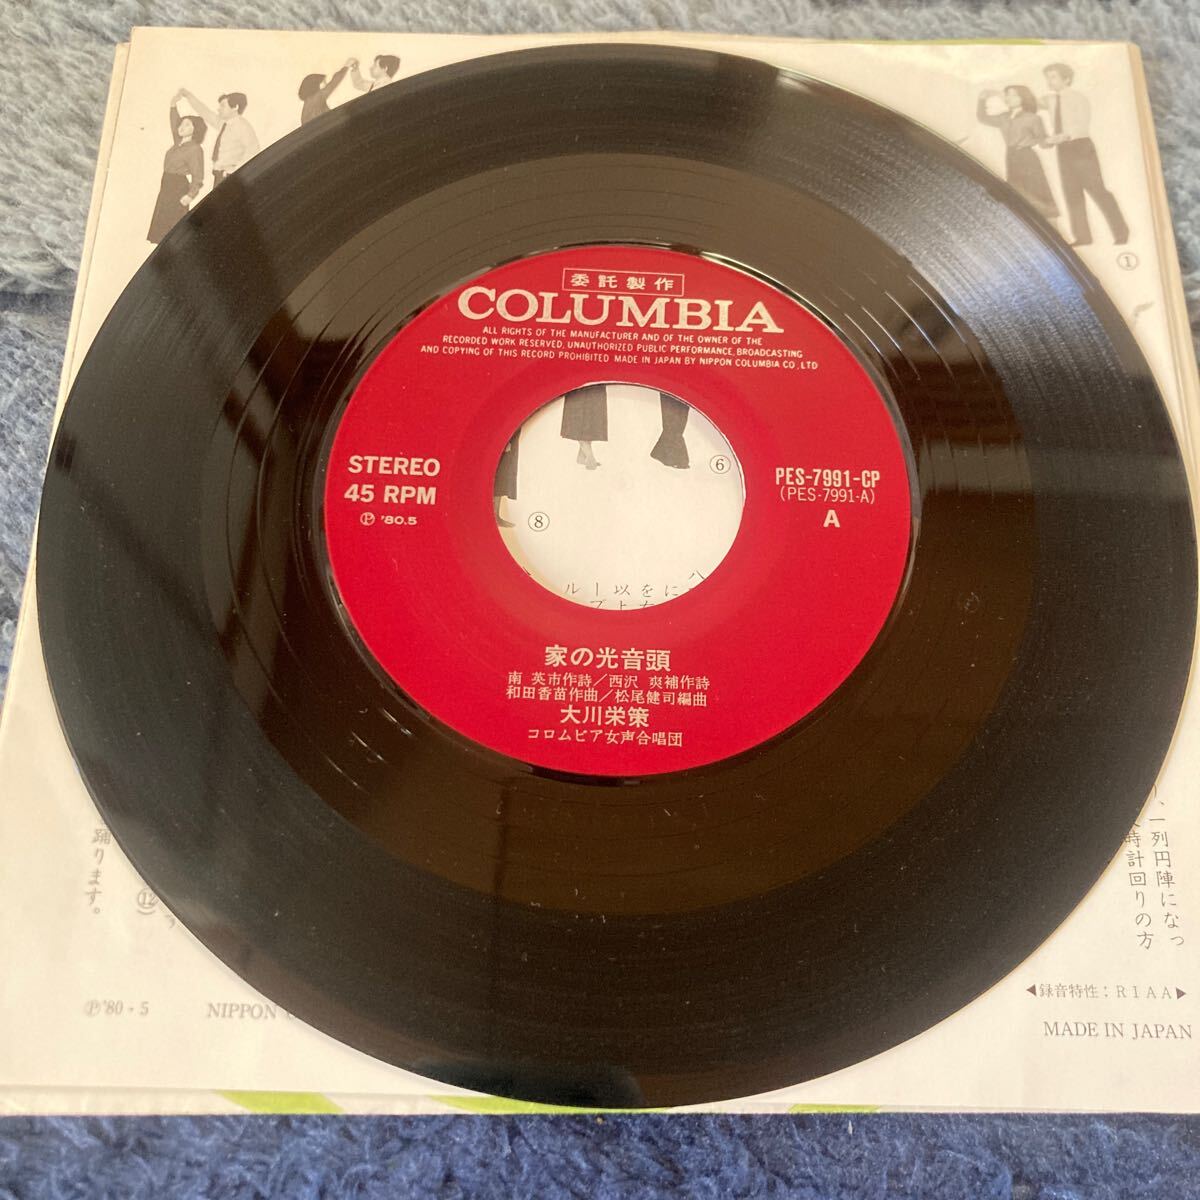 委託製作
COLUMBIA
ALL RIGHTS OF THE MANUFACTURER AND OF THE OWNER OF THE
RECORDED WORK RESERVED, UNAUTHORIZED PUBLIC PERFORMANCE, BROADCASTING
AND COPYING OF THIS RECORD PROHIBITED MADE IN JAPAN BY NIPPON COLUMBIA CO., LTD
STEREO
45 RPM
Ⓟ '80.5
PES-7991-CP
(PES-7991-A)
A
家の光音頭
南 英市作詩/西沢 爽補作詩
和田香苗作曲/松尾健司編曲
大川栄策
コロムビア女声合唱団
①
⑥
⑧
⑫
一列円陣になっ
時計回りの方
踊ります。
◀録音特性;RIAA▶
MADE IN JAPAN
Ⓟ'80・5
NIPPON